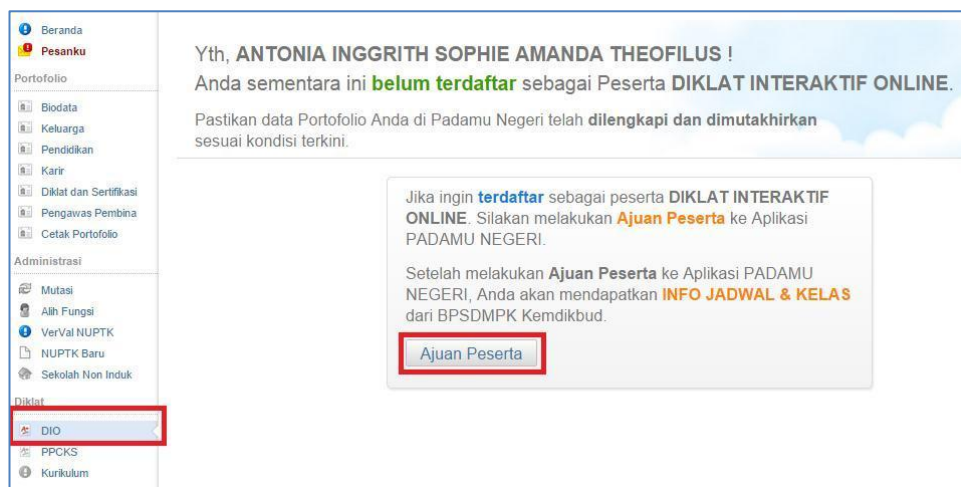 Beranda
Pesanku
Portofolio
Biodata
Keluarga
Pendidikan
Karir
Diklat dan Sertifikasi
Pengawas Pembina
Cetak Portofolio
Administrasi
Mutasi
Alih Fungsi
VerVal NUPTK
NUPTK Baru
Sekolah Non Induk
Diklat
DIO
PPCKS
Kurikulum
Yth, ANTONIA INGGRITH SOPHIE AMANDA THEOFILUS !
Anda sementara ini belum terdaftar sebagai Peserta DIKLAT INTERAKTIF ONLINE.
Pastikan data Portofolio Anda di Padamu Negeri telah dilengkapi dan dimutakhirkan
sesuai kondisi terkini.
Jika ingin terdaftar sebagai peserta DIKLAT INTERAKTIF
ONLINE. Silakan melakukan Ajuan Peserta ke Aplikasi
PADAMU NEGERI.
Setelah melakukan Ajuan Peserta ke Aplikasi PADAMU
NEGERI, Anda akan mendapatkan INFO JADWAL & KELAS
dari BPSDMPK Kemdikbud.
Ajuan Peserta